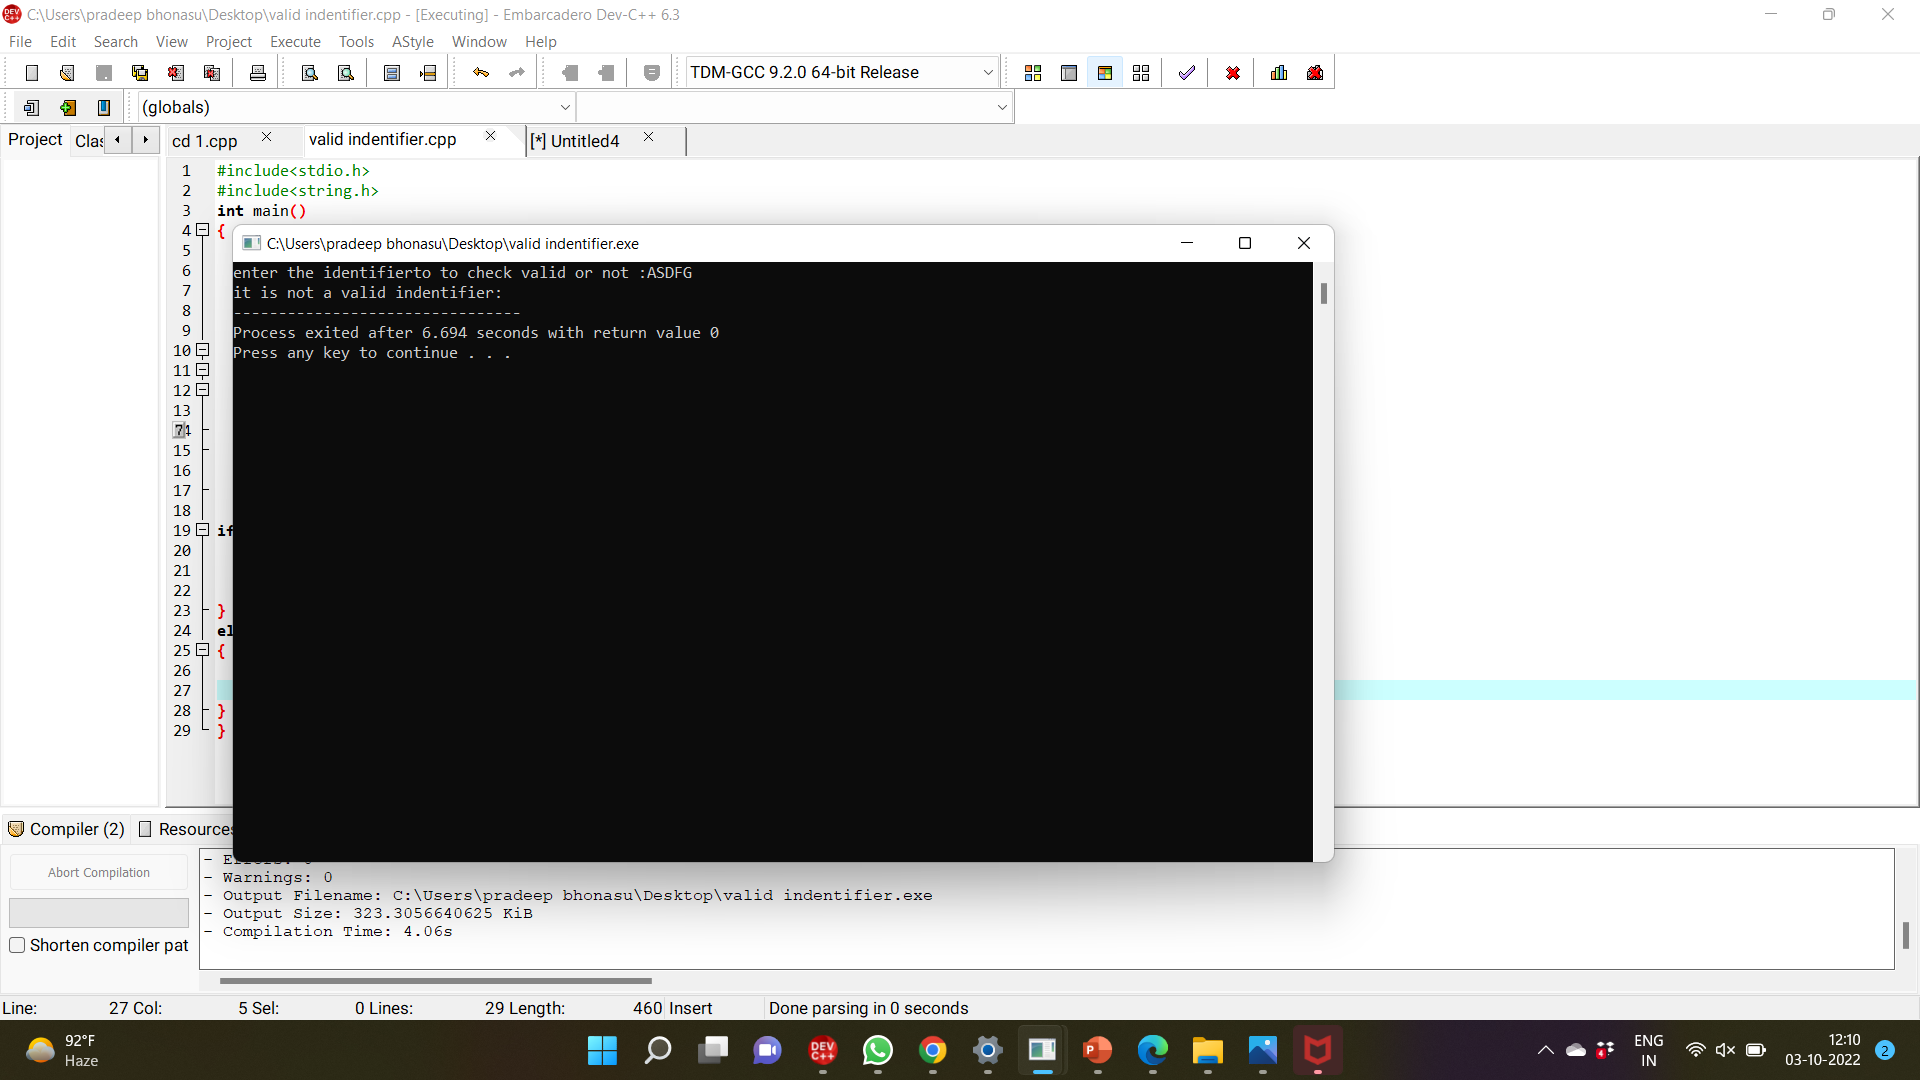 C:\Users\pradeep bhonasu\Desktop\valid indentifier.cpp - [Executing] - Embarcadero Dev-C++ 6.3
File Edit Search View Project Execute Tools AStyle Window Help
TDM-GCC 9.2.0 64-bit Release
(globals)
Project Clas cd 1.cpp valid indentifier.cpp [*] Untitled4
1 #include<stdio.h>
2 #include<string.h>
3 int main()
4 {
C:\Users\pradeep bhonasu\Desktop\valid indentifier.exe
5
6 enter the identifierto to check valid or not :ASDFG
7 it is not a valid indentifier:
8 --------------------------------
9 Process exited after 6.694 seconds with return value 0
10 Press any key to continue . . .
11
12
13
14
15
16
17
18
19 if
20
21
22
23 }
24 el
25 {
26
27
28 }
29 }
Compiler (2) Resources
Abort Compilation
Shorten compiler pat
- Errors: 0
- Warnings: 0
- Output Filename: C:\Users\pradeep bhonasu\Desktop\valid indentifier.exe
- Output Size: 323.3056640625 KiB
- Compilation Time: 4.06s
Line: 27 Col: 5 Sel: 0 Lines: 29 Length: 460 Insert Done parsing in 0 seconds
92°F
Haze
DEV C++
4
ENG
IN
12:10
03-10-2022
2